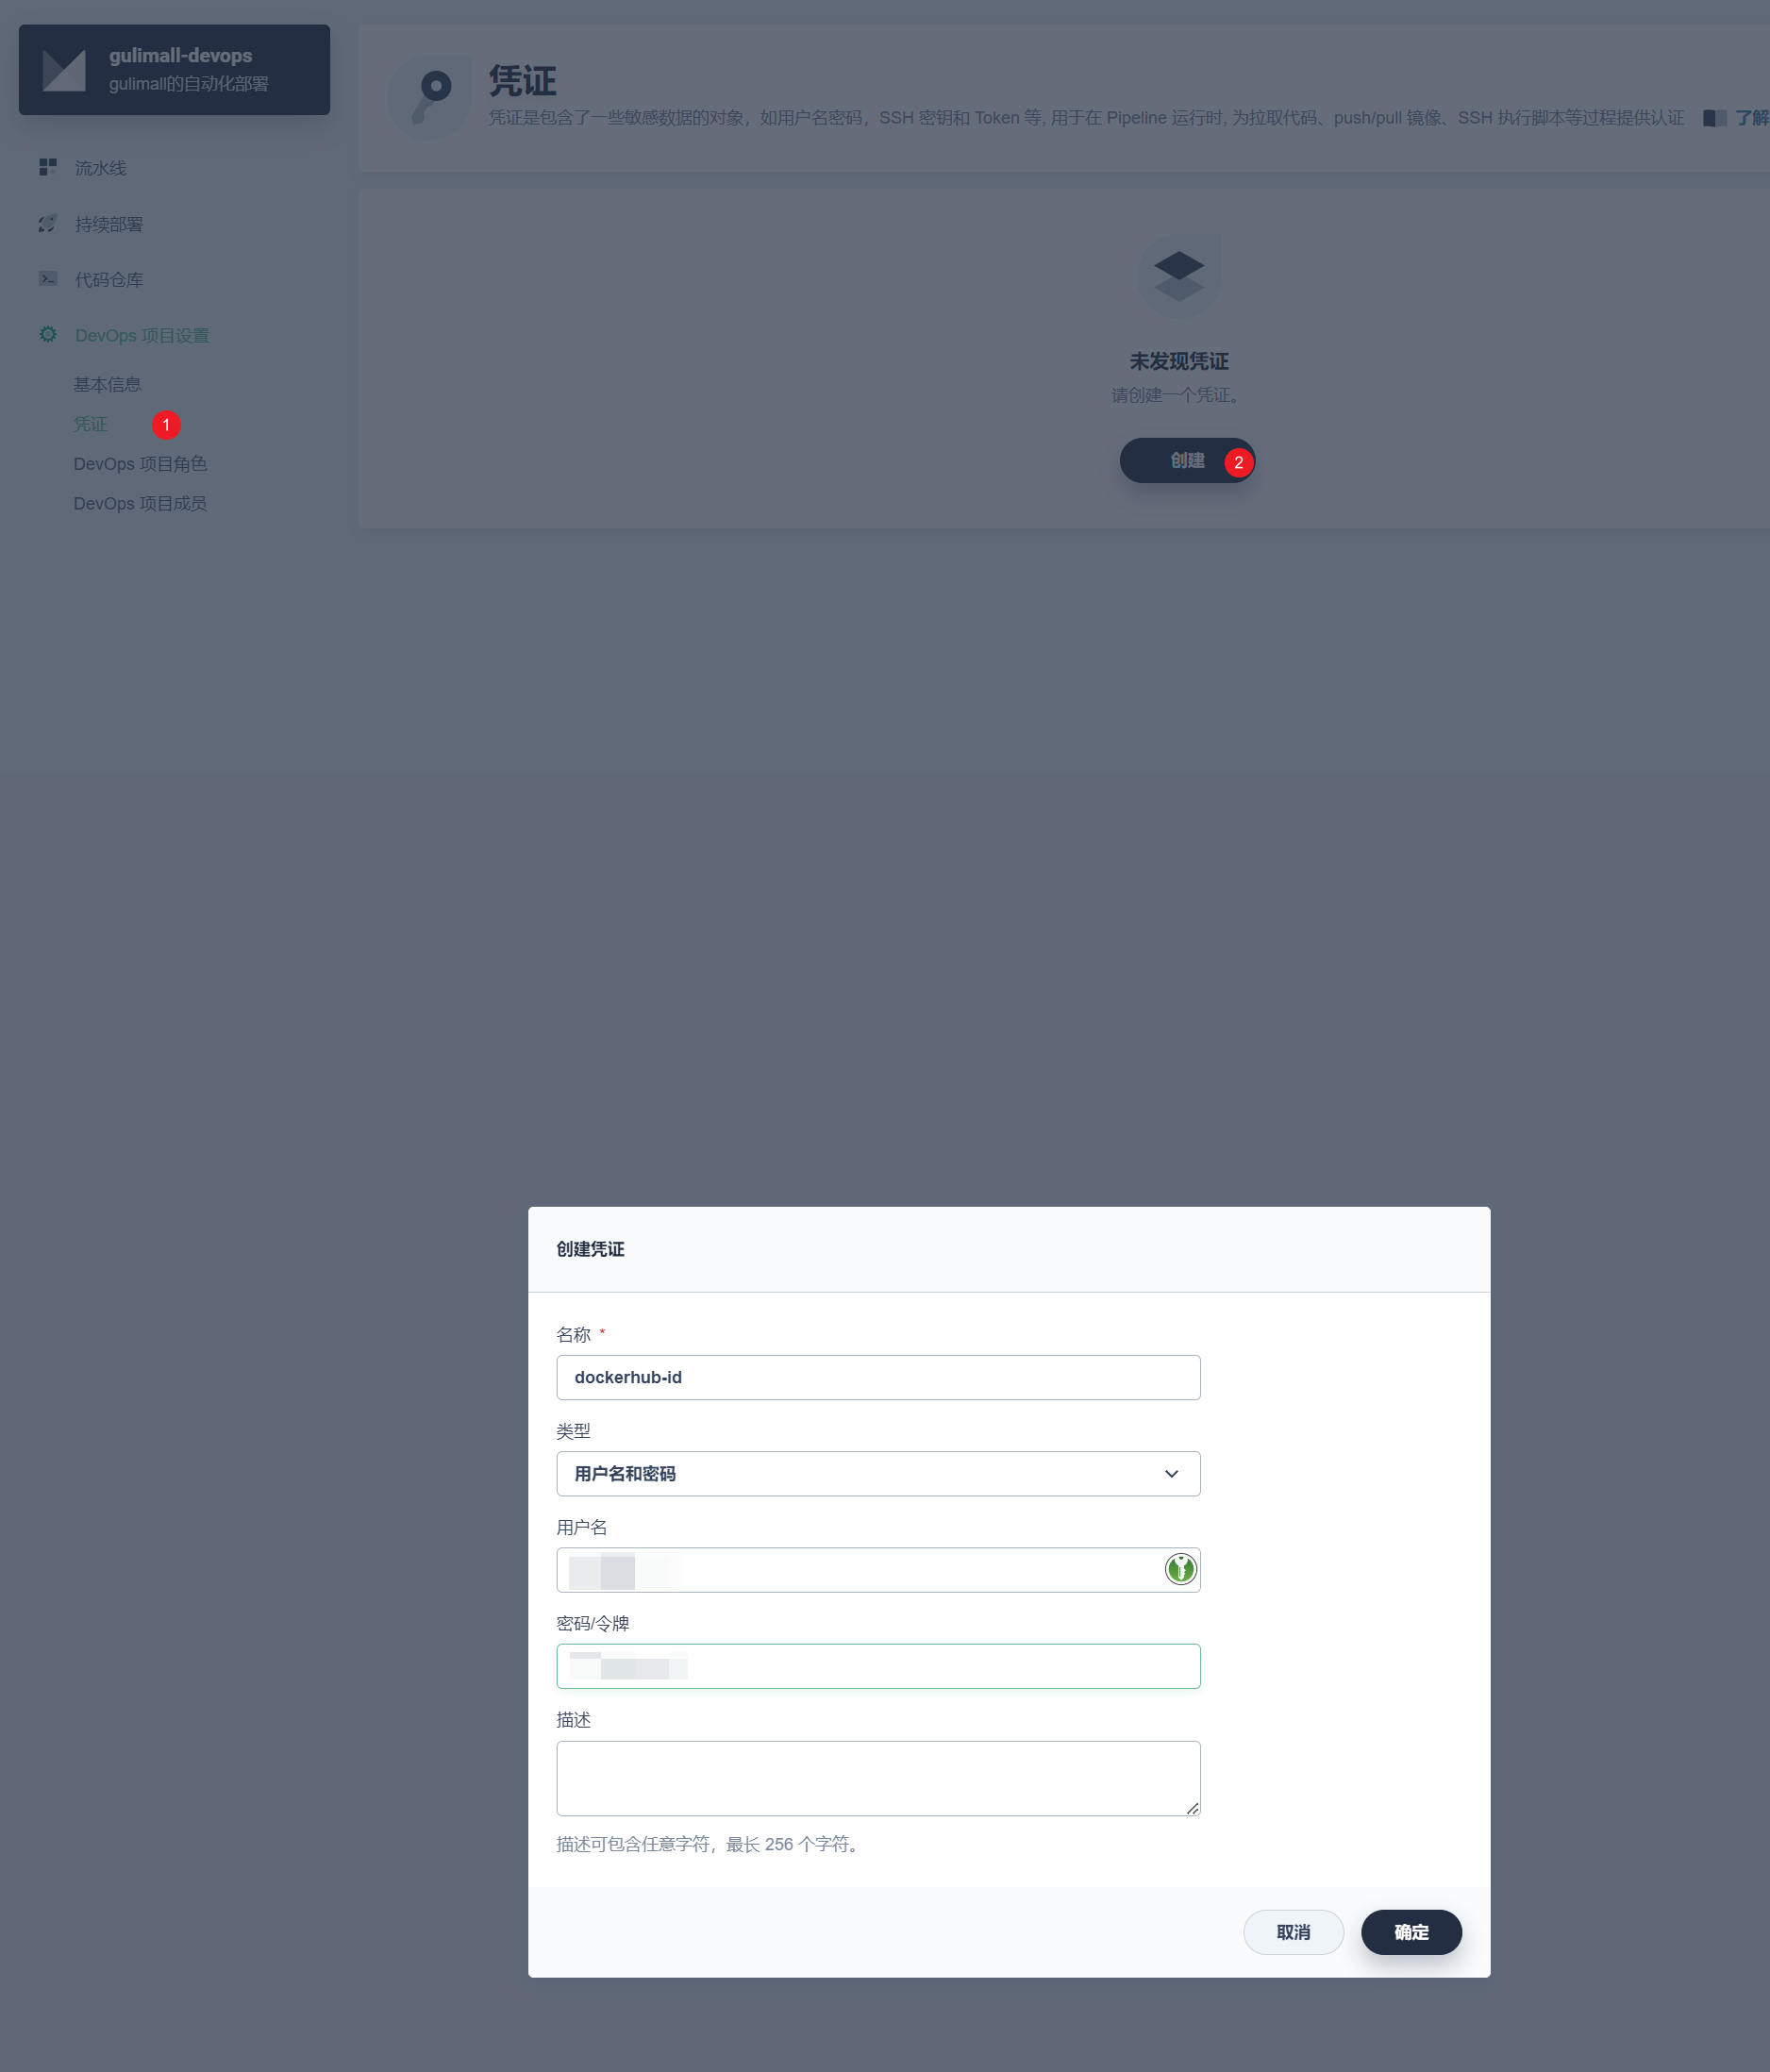 gulimall-devops
gulimall的自动化部署
流水线
持续部署
代码仓库
DevOps 项目设置
基本信息
凭证 1
DevOps 项目角色
DevOps 项目成员
凭证
凭证是包含了一些敏感数据的对象，如用户名密码，SSH 密钥和 Token 等, 用于在 Pipeline 运行时, 为拉取代码、push/pull 镜像、SSH 执行脚本等过程提供认证 了解
未发现凭证
请创建一个凭证。
创建 2
创建凭证
名称 *
dockerhub-id
类型
用户名和密码
用户名
密码/令牌
描述
描述可包含任意字符，最长 256 个字符。
取消 确定